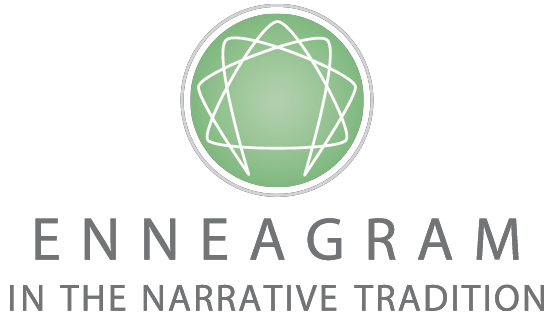 ENNEAGRAM
IN THE NARRATIVE TRADITION